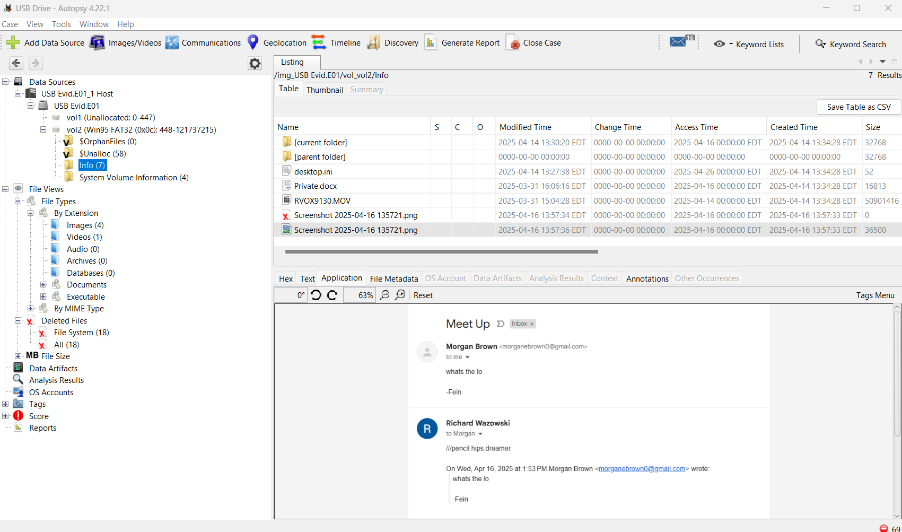 USB Drive - Autopsy 4.22.1
Case View Tools Window Help
Add Data Source Images/Videos Communications Geolocation Timeline Discovery Generate Report Close Case Keyword Lists Keyword Search
Listing
/img_USB Evid.E01/vol_vol2/Info
7 Results
Table Thumbnail Summary
Save Table as CSV
Data Sources
USB Evid.E01_1 Host
USB Evid.E01
vol1 (Unallocated: 0-447)
vol2 (Win95 FAT32 (0x0c): 448-121737215)
$OrphanFiles (0)
$Unalloc (58)
Info (7)
System Volume Information (4)
File Views
File Types
By Extension
Images (4)
Videos (1)
Audio (0)
Archives (0)
Databases (0)
Documents
Executable
By MIME Type
Deleted Files
File System (18)
All (18)
MB File Size
Data Artifacts
Analysis Results
OS Accounts
Tags
Score
Reports
Name S C O Modified Time Change Time Access Time Created Time Size
[current folder] 2025-04-14 13:30:20 EDT 0000-00-00 00:00:00 2025-04-16 00:00:00 EDT 2025-04-14 13:34:28 EDT 32768
[parent folder] 0000-00-00 00:00:00 0000-00-00 00:00:00 0000-00-00 00:00:00 0000-00-00 00:00:00 32768
desktop.ini 2025-04-14 13:27:38 EDT 0000-00-00 00:00:00 2025-04-26 00:00:00 EDT 2025-04-14 13:34:28 EDT 52
Private.docx 2025-03-31 16:06:16 EDT 0000-00-00 00:00:00 2025-04-16 00:00:00 EDT 2025-04-14 13:34:28 EDT 16813
RVOX9130.MOV 2025-03-31 15:04:28 EDT 0000-00-00 00:00:00 2025-04-14 00:00:00 EDT 2025-04-14 13:34:28 EDT 50901416
Screenshot 2025-04-16 135721.png 2025-04-16 13:57:34 EDT 0000-00-00 00:00:00 2025-04-16 00:00:00 EDT 2025-04-16 13:57:33 EDT 0
Screenshot 2025-04-16 135721.png 2025-04-16 13:57:36 EDT 0000-00-00 00:00:00 2025-04-16 00:00:00 EDT 2025-04-16 13:57:33 EDT 36500
Hex Text Application File Metadata OS Account Data Artifacts Analysis Results Context Annotations Other Occurrences
0° 63% Reset Tags Menu
Meet Up Inbox ×
Morgan Brown <morganebrown0@gmail.com>
to me
whats the lo
-Fein
R
Richard Wazowski
to Morgan
///pencil.hips.dreamer
On Wed, Apr 16, 2025 at 1:53 PM Morgan Brown <morganebrown0@gmail.com> wrote:
whats the lo
-Fein
69